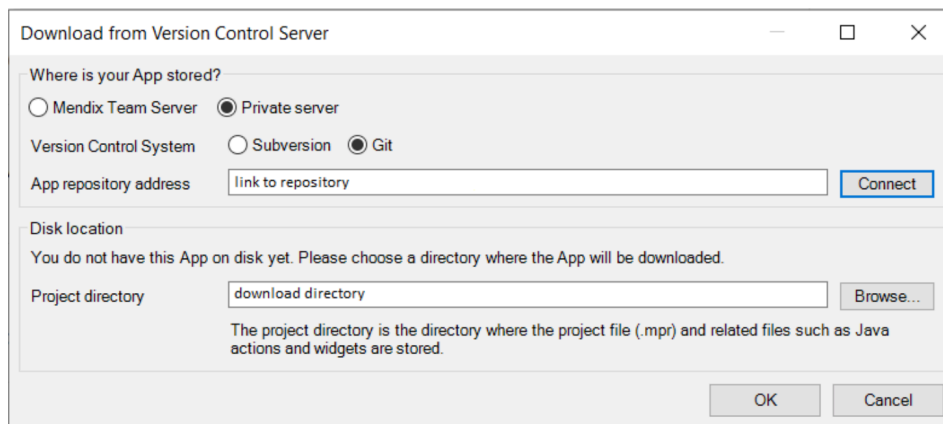 Download from Version Control Server
Where is your App stored?
Mendix Team Server Private server
Version Control System Subversion Git
App repository address link to repository Connect
Disk location
You do not have this App on disk yet. Please choose a directory where the App will be downloaded.
Project directory download directory Browse...
The project directory is the directory where the project file (.mpr) and related files such as Java
actions and widgets are stored.
OK Cancel